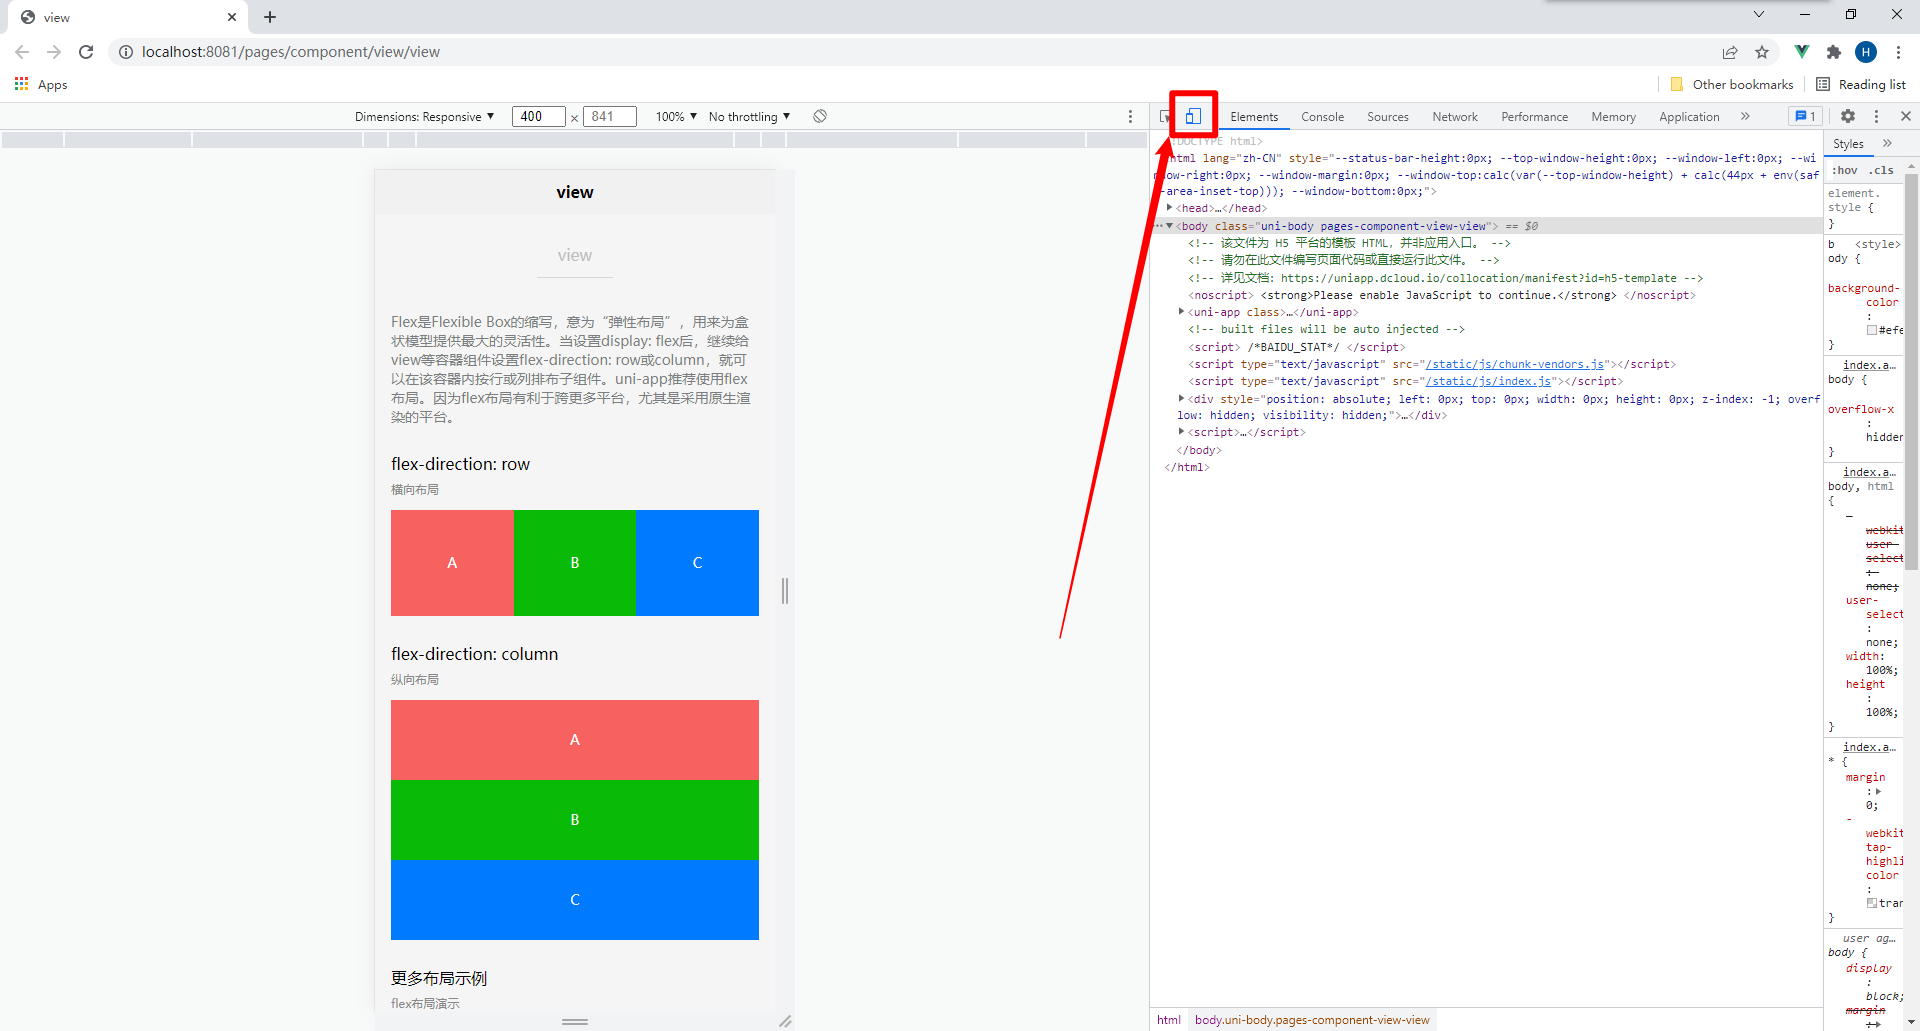 view
localhost:8081/pages/component/view/view
H
Apps
Other bookmarks
Reading list
Dimensions: Responsive ▼ 400 × 841 100% ▼ No throttling ▼
Elements Console Sources Network Performance Memory Application » 1
view
view
Flex是Flexible Box的缩写，意为“弹性布局”，用来为盒
状模型提供最大的灵活性。当设置display: flex后，继续给
view等容器组件设置flex-direction: row或column，就可
以在该容器内按行或列排布子组件。uni-app推荐使用flex
布局。因为flex布局有利于跨更多平台，尤其是采用原生渲
染的平台。
flex-direction: row
横向布局
A B C
flex-direction: column
纵向布局
A
B
C
更多布局示例
flex布局演示
!DOCTYPE html>
html lang="zh-CN" style="--status-bar-height:0px; --top-window-height:0px; --window-left:0px; --wi
ow-right:0px; --window-margin:0px; --window-top:calc(var(--top-window-height) + calc(44px + env(saf
-area-inset-top))); --window-bottom:0px;">
<head>…</head>
<body class="uni-body pages-component-view-view"> == $0
<!-- 该文件为 H5 平台的模板 HTML，并非应用入口。 -->
<!-- 请勿在此文件编写页面代码或直接运行此文件。 -->
<!-- 详见文档：https://uniapp.dcloud.io/collocation/manifest?id=h5-template -->
<noscript> <strong>Please enable JavaScript to continue.</strong> </noscript>
<uni-app class>…</uni-app>
<!-- built files will be auto injected -->
<script> /*BAIDU_STAT*/ </script>
<script type="text/javascript" src="/static/js/chunk-vendors.js"></script>
<script type="text/javascript" src="/static/js/index.js"></script>
<div style="position: absolute; left: 0px; top: 0px; width: 0px; height: 0px; z-index: -1; overf
low: hidden; visibility: hidden;">…</div>
<script>…</script>
</body>
</html>
html body.uni-body.pages-component-view-view
Styles »
:hov .cls
element.
style {
}
b <style>
ody {
background-
color
:
#efe
}
index.a…
body {
overflow-x
:
hidden
}
index.a…
body, html
{
-
webkit
user-
select
:
none;
user-
select
:
none;
width:
100%;
height
:
100%;
}
index.a…
* {
margin
:
0;
-
webkit
tap-
highli
color
:
tran
}
user ag…
body {
display
:
block;
margin
: